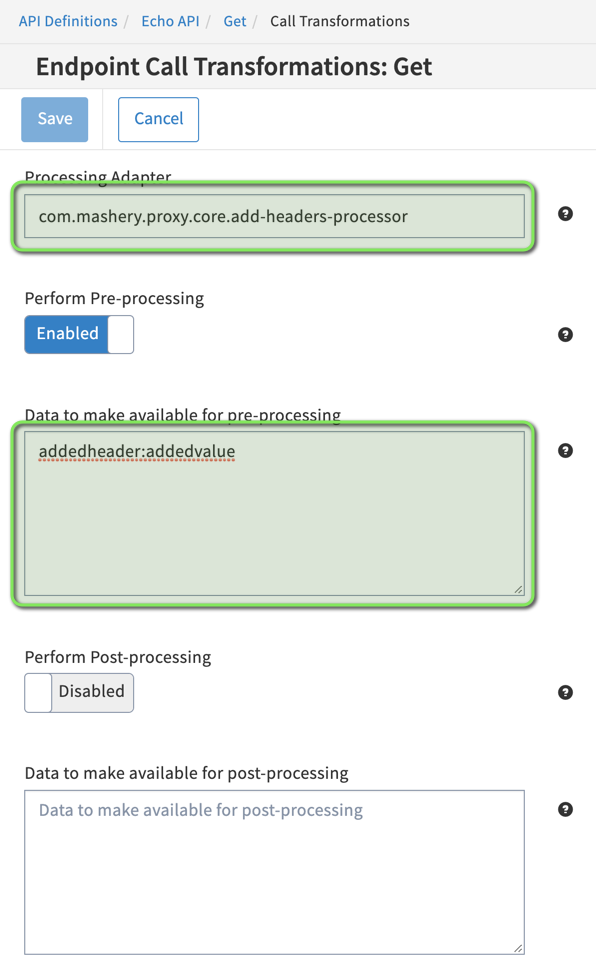 API Definitions / Echo API / Get / Call Transformations
Endpoint Call Transformations: Get
Save Cancel
Processing Adapter
com.mashery.proxy.core.add-headers-processor
Perform Pre-processing
Enabled
Data to make available for pre-processing
addedheader:addedvalue
Perform Post-processing
Disabled
Data to make available for post-processing
Data to make available for post-processing